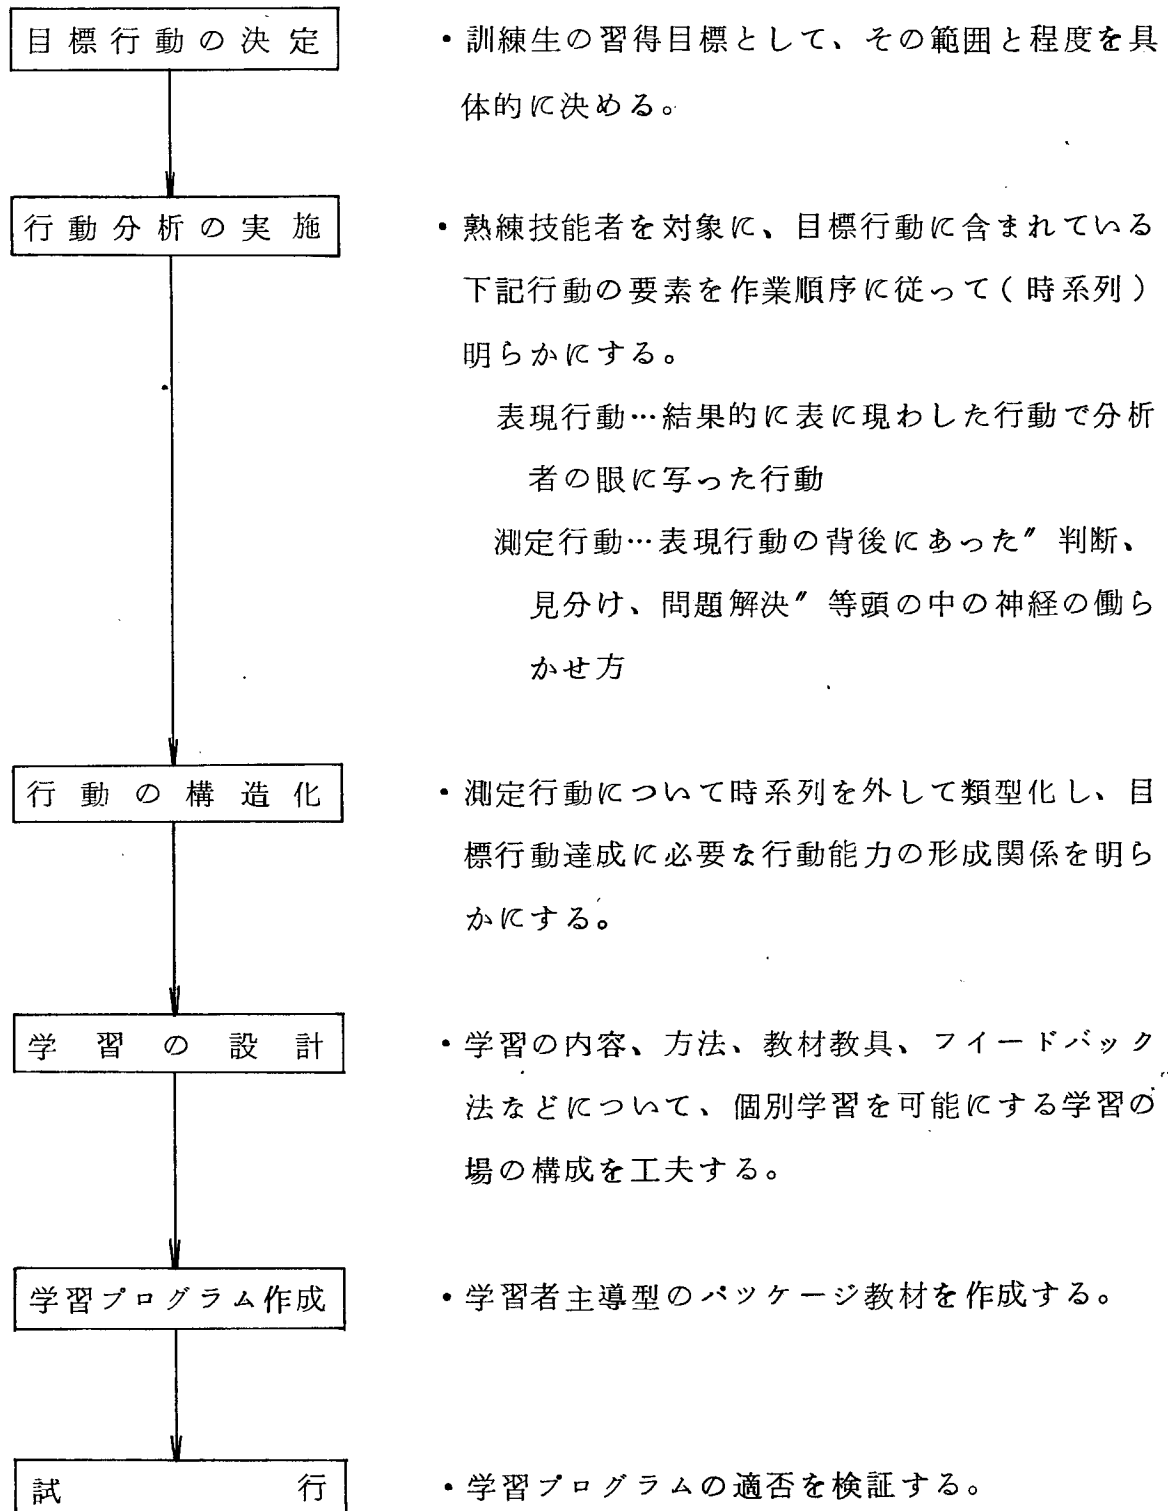 目標行動の決定
・訓練生の習得目標として、その範囲と程度を具
体的に決める。
行動分析の実施
・熟練技能者を対象に、目標行動に含まれている
下記行動の要素を作業順序に従って（時系列）
明らかにする。
表現行動…結果的に表に現わした行動で分析
者の眼に写った行動
測定行動…表現行動の背後にあった〃判断、
見分け、問題解決〃等頭の中の神経の働ら
かせ方
行動の構造化
・測定行動について時系列を外して類型化し、目
標行動達成に必要な行動能力の形成関係を明ら
かにする。
学習の設計
・学習の内容、方法、教材教具、フイードバック
法などについて、個別学習を可能にする学習の
場の構成を工夫する。
学習プログラム作成
・学習者主導型のパッケージ教材を作成する。
試行
・学習プログラムの適否を検証する。